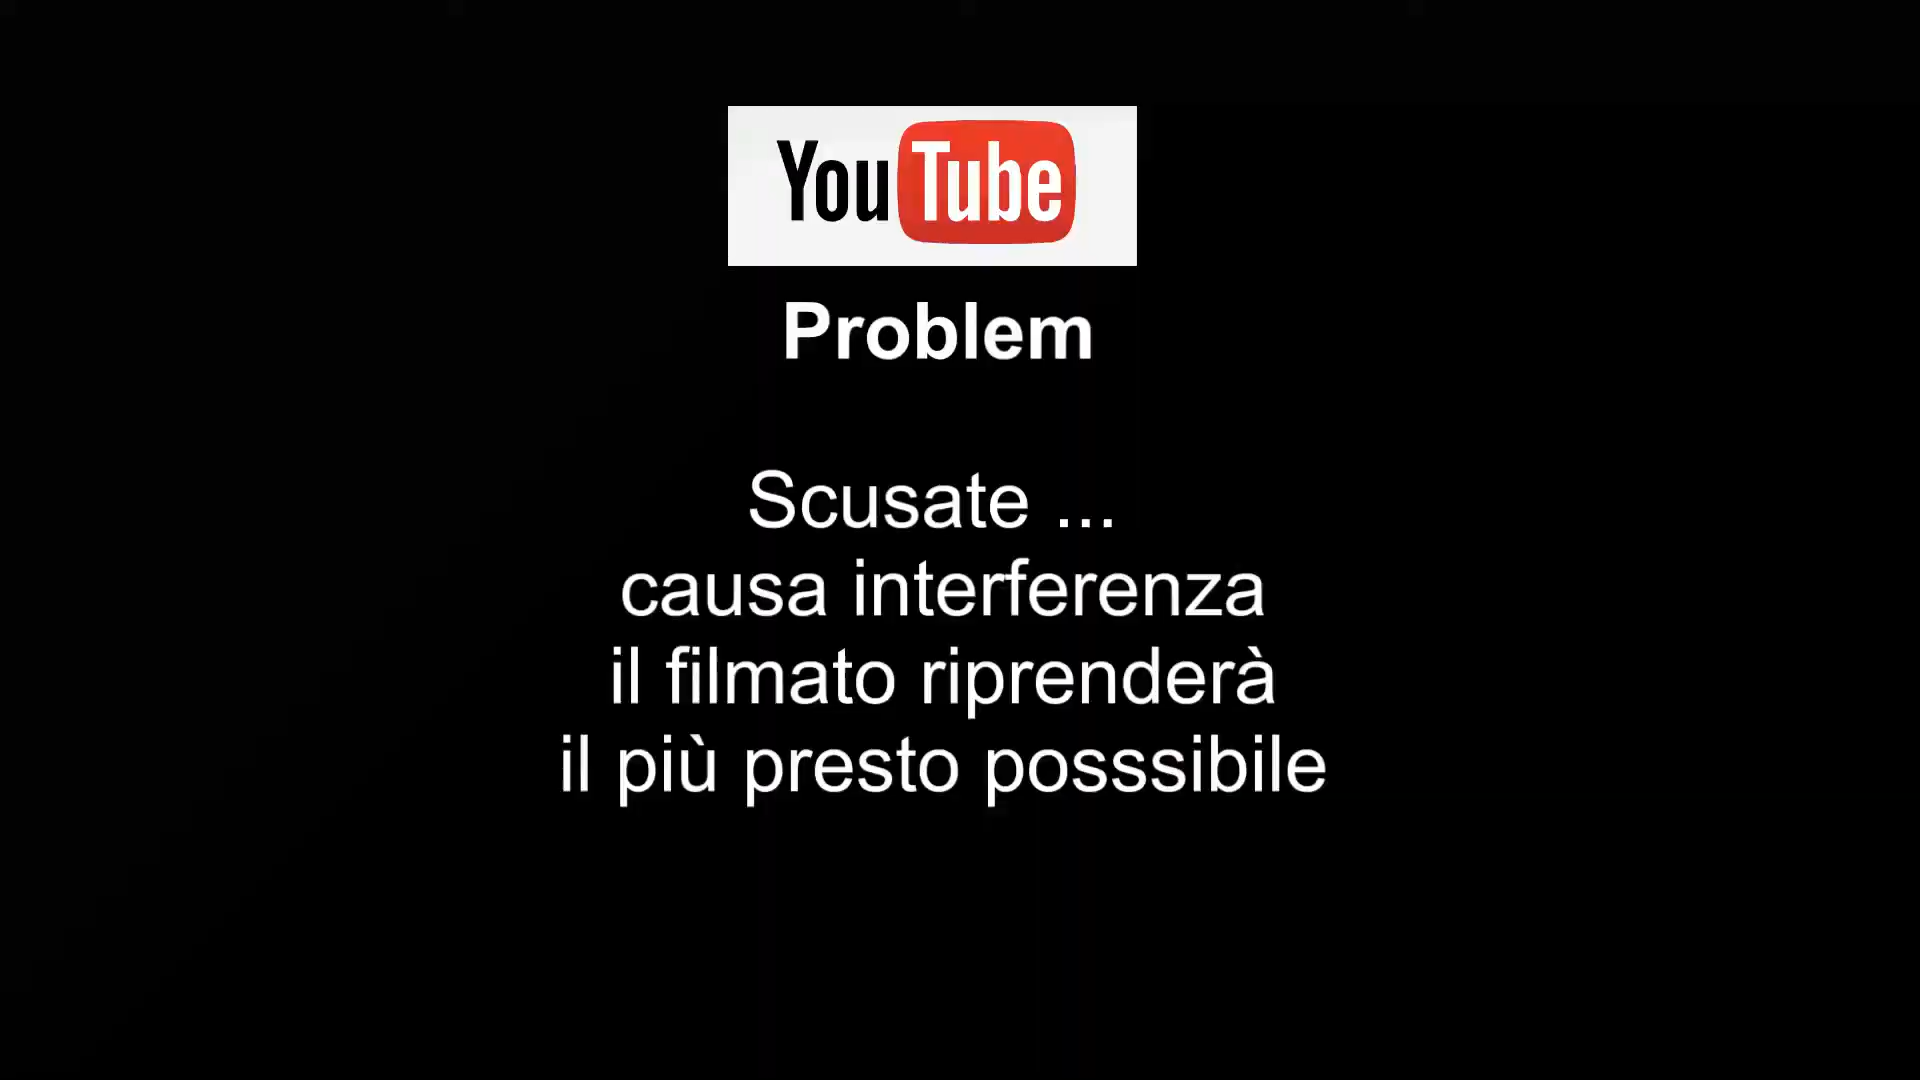 YouTube
Problem
Scusate ...
causa interferenza
il filmato riprenderà
il più presto posssibile